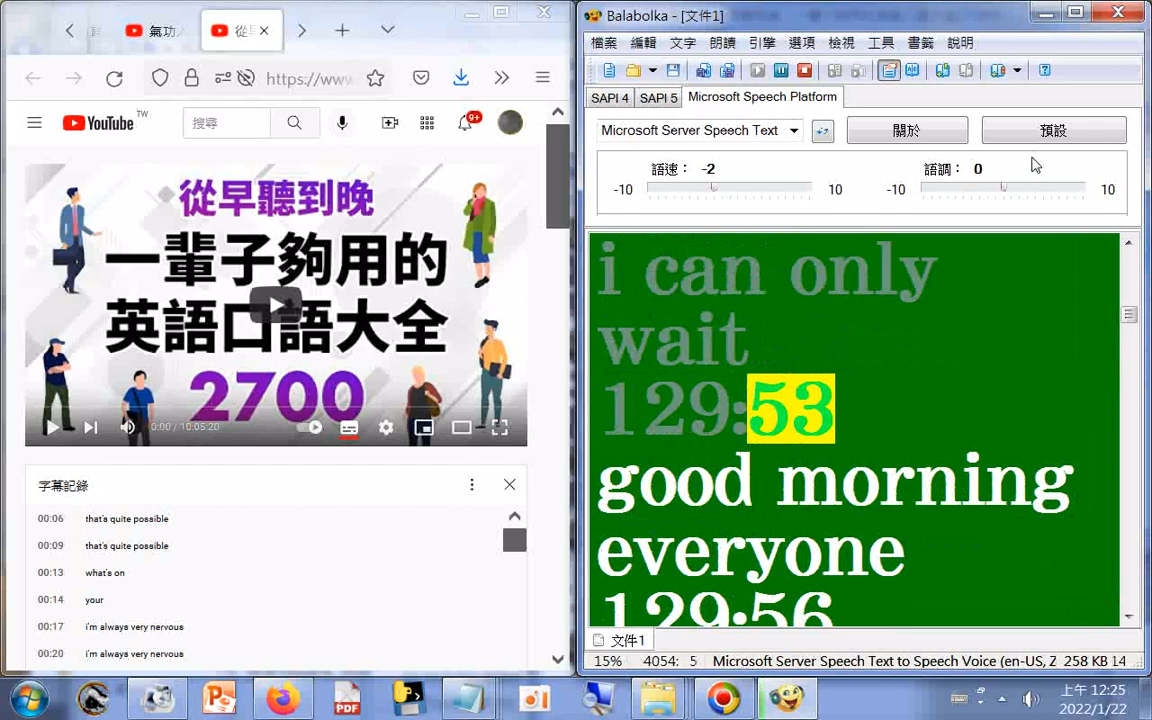 氣功人
從
https://www
YouTube TW
搜尋
9+
從早聽到晚
一輩子夠用的
英語口語大全
2700
0:00 / 10:05:20
字幕記錄
00:06 that's quite possible
00:09 that's quite possible
00:13 what's on
00:14 your
00:17 i'm always very nervous
00:20 i'm always very nervous
Balabolka - [文件1]
檔案 編輯 文字 朗讀 引擎 選項 檢視 工具 書籤 說明
SAPI 4 SAPI 5 Microsoft Speech Platform
Microsoft Server Speech Text 關於 預設
語速： -2 語調： 0
-10 10 -10 10
i can only
wait
129:53
good morning
everyone
129:56
文件1
15% 4054: 5 Microsoft Server Speech Text to Speech Voice (en-US, Z 258 KB 14
PDF
上午 12:25
2022/1/22